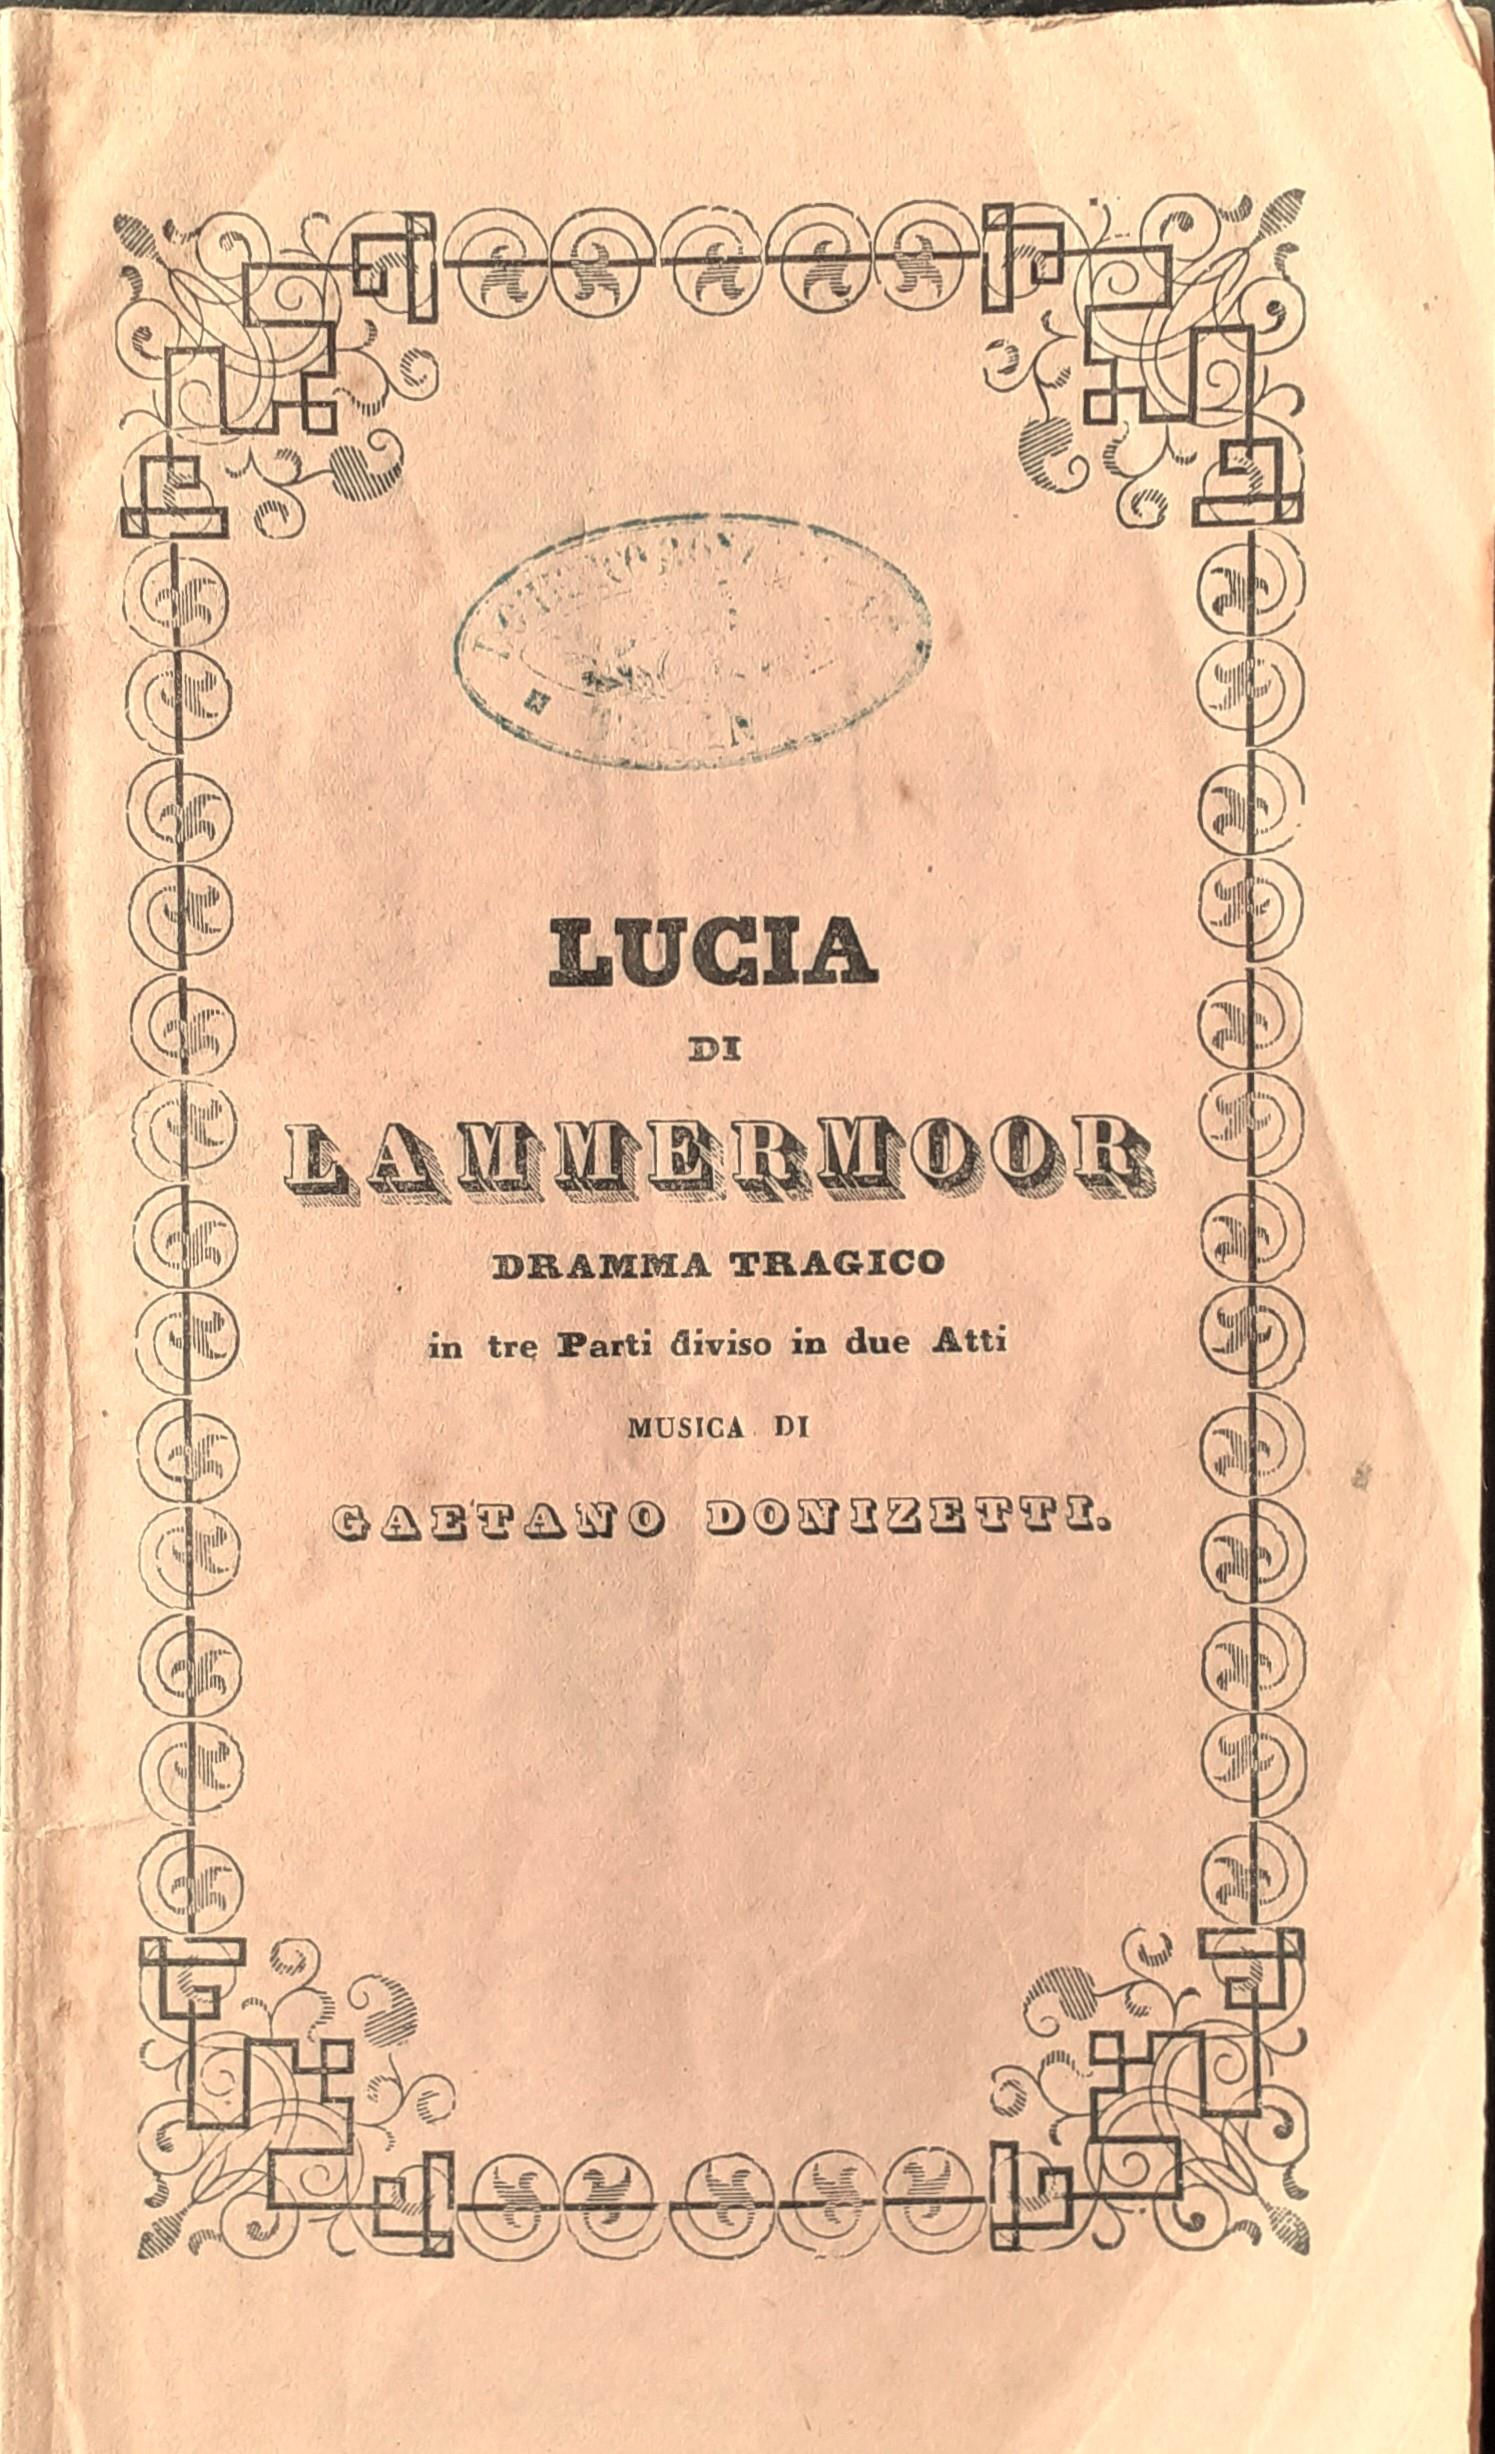 LUCIA
DI
LAMMERMOOR
DRAMMA TRAGICO
in tre Parti diviso in due Atti
MUSICA DI
GAETANO DONIZETTI.